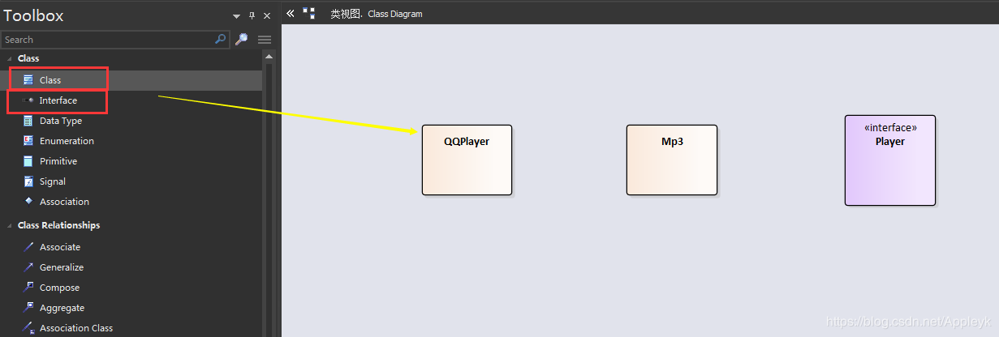 Toolbox
Search
Class
Class
Interface
Data Type
Enumeration
Primitive
Signal
Association
Class Relationships
Associate
Generalize
Compose
Aggregate
Association Class
类视图. Class Diagram
QQPlayer
Mp3
«interface»
Player
https://blog.csdn.net/Appleyk